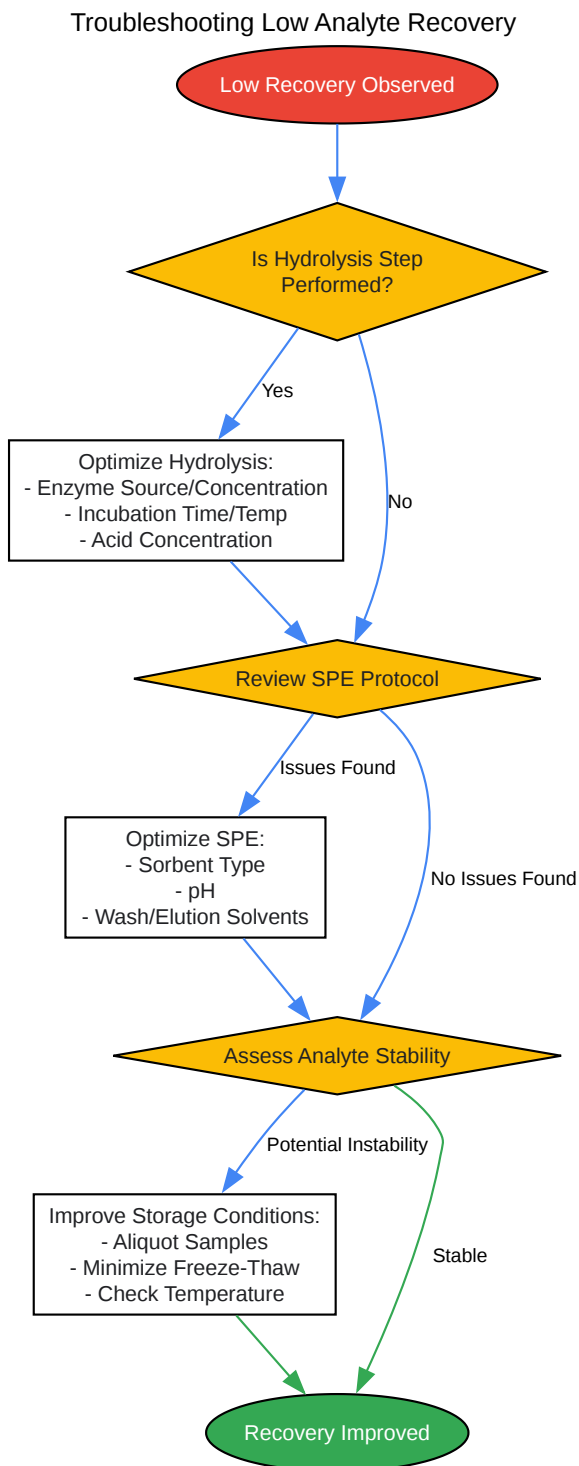 Troubleshooting Low Analyte Recovery
Low Recovery Observed
Is Hydrolysis Step
Performed?
Yes
No
Optimize Hydrolysis:
- Enzyme Source/Concentration
- Incubation Time/Temp
- Acid Concentration
Review SPE Protocol
Issues Found
No Issues Found
Optimize SPE:
- Sorbent Type
- pH
- Wash/Elution Solvents
Assess Analyte Stability
Potential Instability
Stable
Improve Storage Conditions:
- Aliquot Samples
- Minimize Freeze-Thaw
- Check Temperature
Recovery Improved